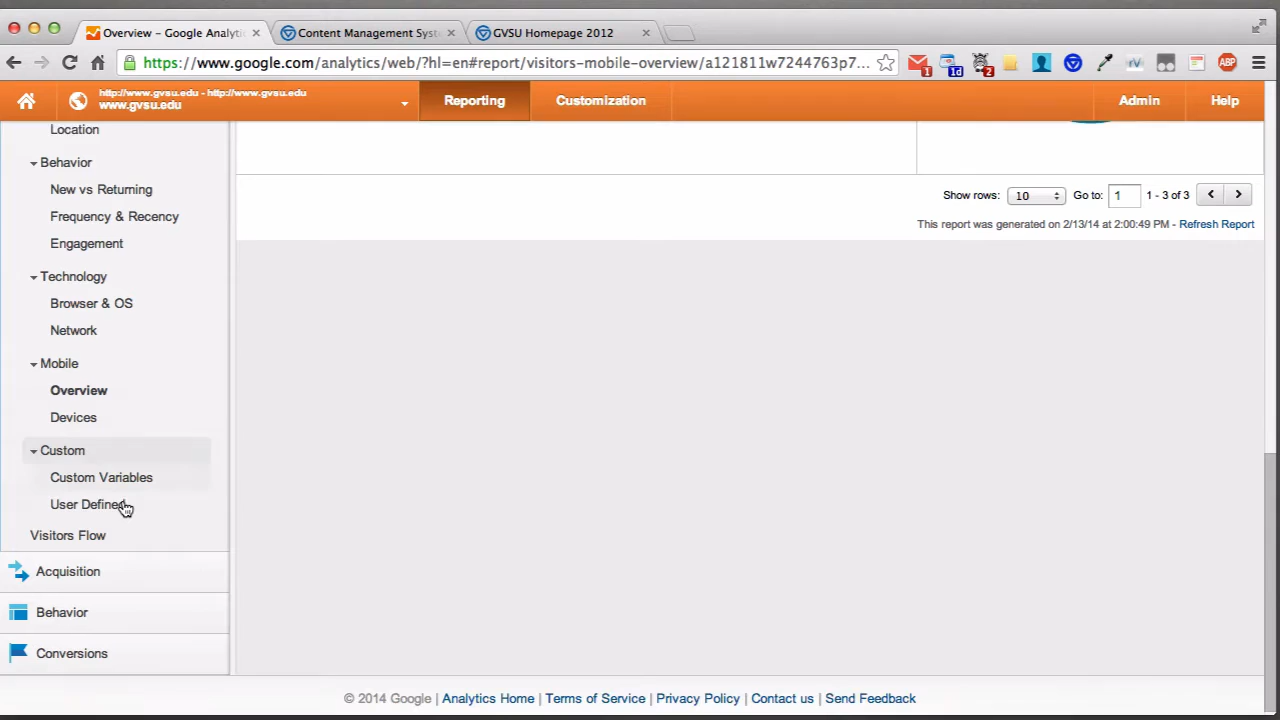 Overview – Google Analyti
Content Management Syst
GVSU Homepage 2012
https://www.google.com/analytics/web/?hl=en#report/visitors-mobile-overview/a121811w7244763p7...
1
1d
2
ABP
http://www.gvsu.edu - http://www.gvsu.edu
www.gvsu.edu
Reporting
Customization
Admin
Help
Location
Behavior
New vs Returning
Frequency & Recency
Engagement
Technology
Browser & OS
Network
Mobile
Overview
Devices
Custom
Custom Variables
User Defined
Visitors Flow
Acquisition
Behavior
Conversions
Show rows: 10 Go to: 1 1 - 3 of 3
This report was generated on 2/13/14 at 2:00:49 PM - Refresh Report
© 2014 Google | Analytics Home | Terms of Service | Privacy Policy | Contact us | Send Feedback